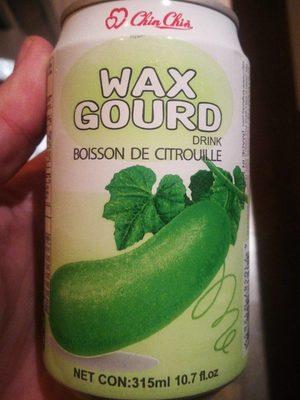 Chin Chin
WAX
GOURD
DRINK
BOISSON DE CITROUILLE
NET CON:315ml 10.7 fl.oz